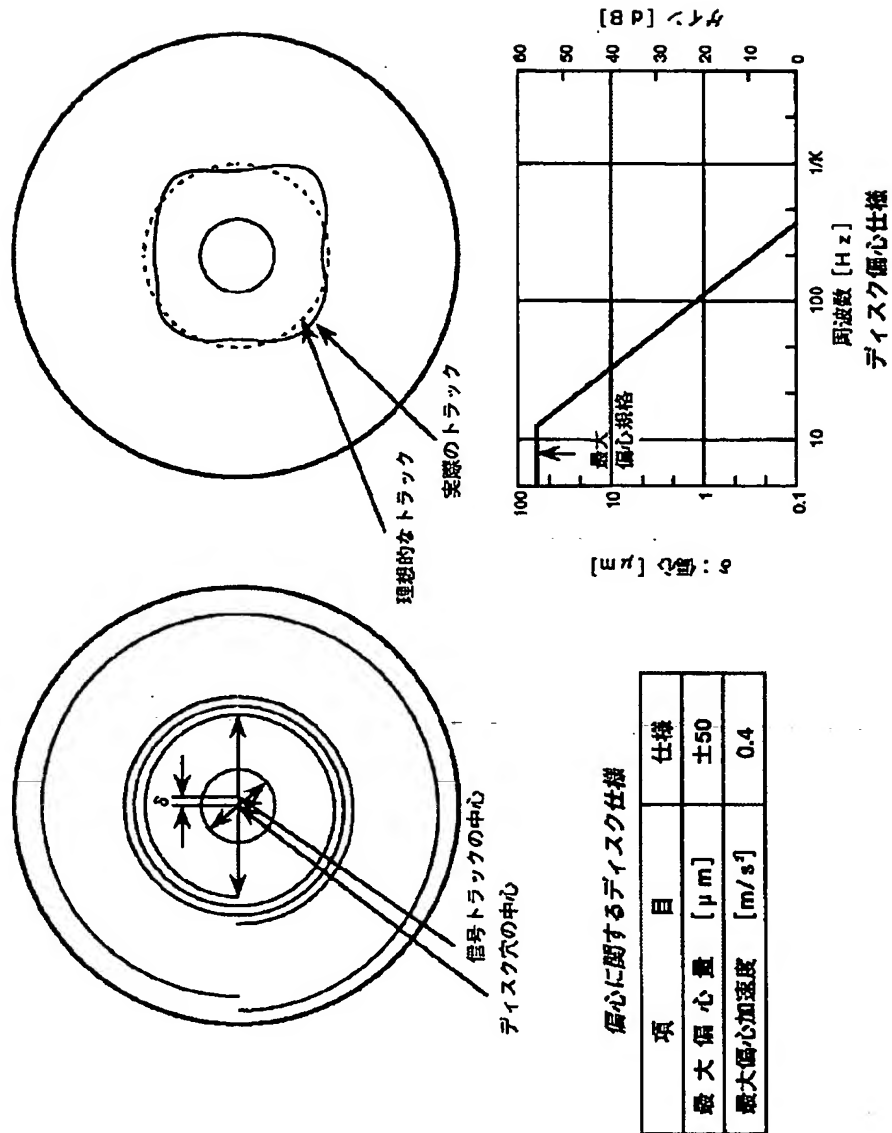 δ
信号トラックの中心
ディスク穴の中心
理想的なトラック
実際のトラック
偏心に関するディスク仕様
項 目 仕様
最大偏心量 [μm] ±50
最大偏心加速度 [m/s²] 0.4
δ:偏心 [μm]
100
10
1
0.1
最大
偏心規格
ゲイン [dB]
60
50
40
30
20
10
0
10 100 1/K
周波数 [Hz]
ディスク偏心仕様